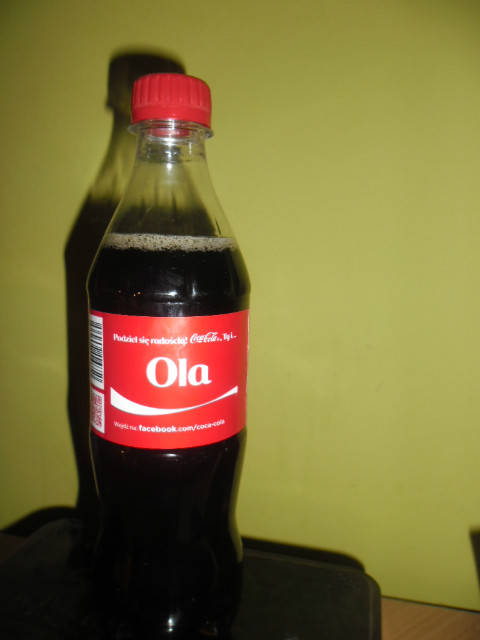 Podziel się radością! Coca-Cola, Ty i...
Ola
Wejdź na: facebook.com/coca-cola